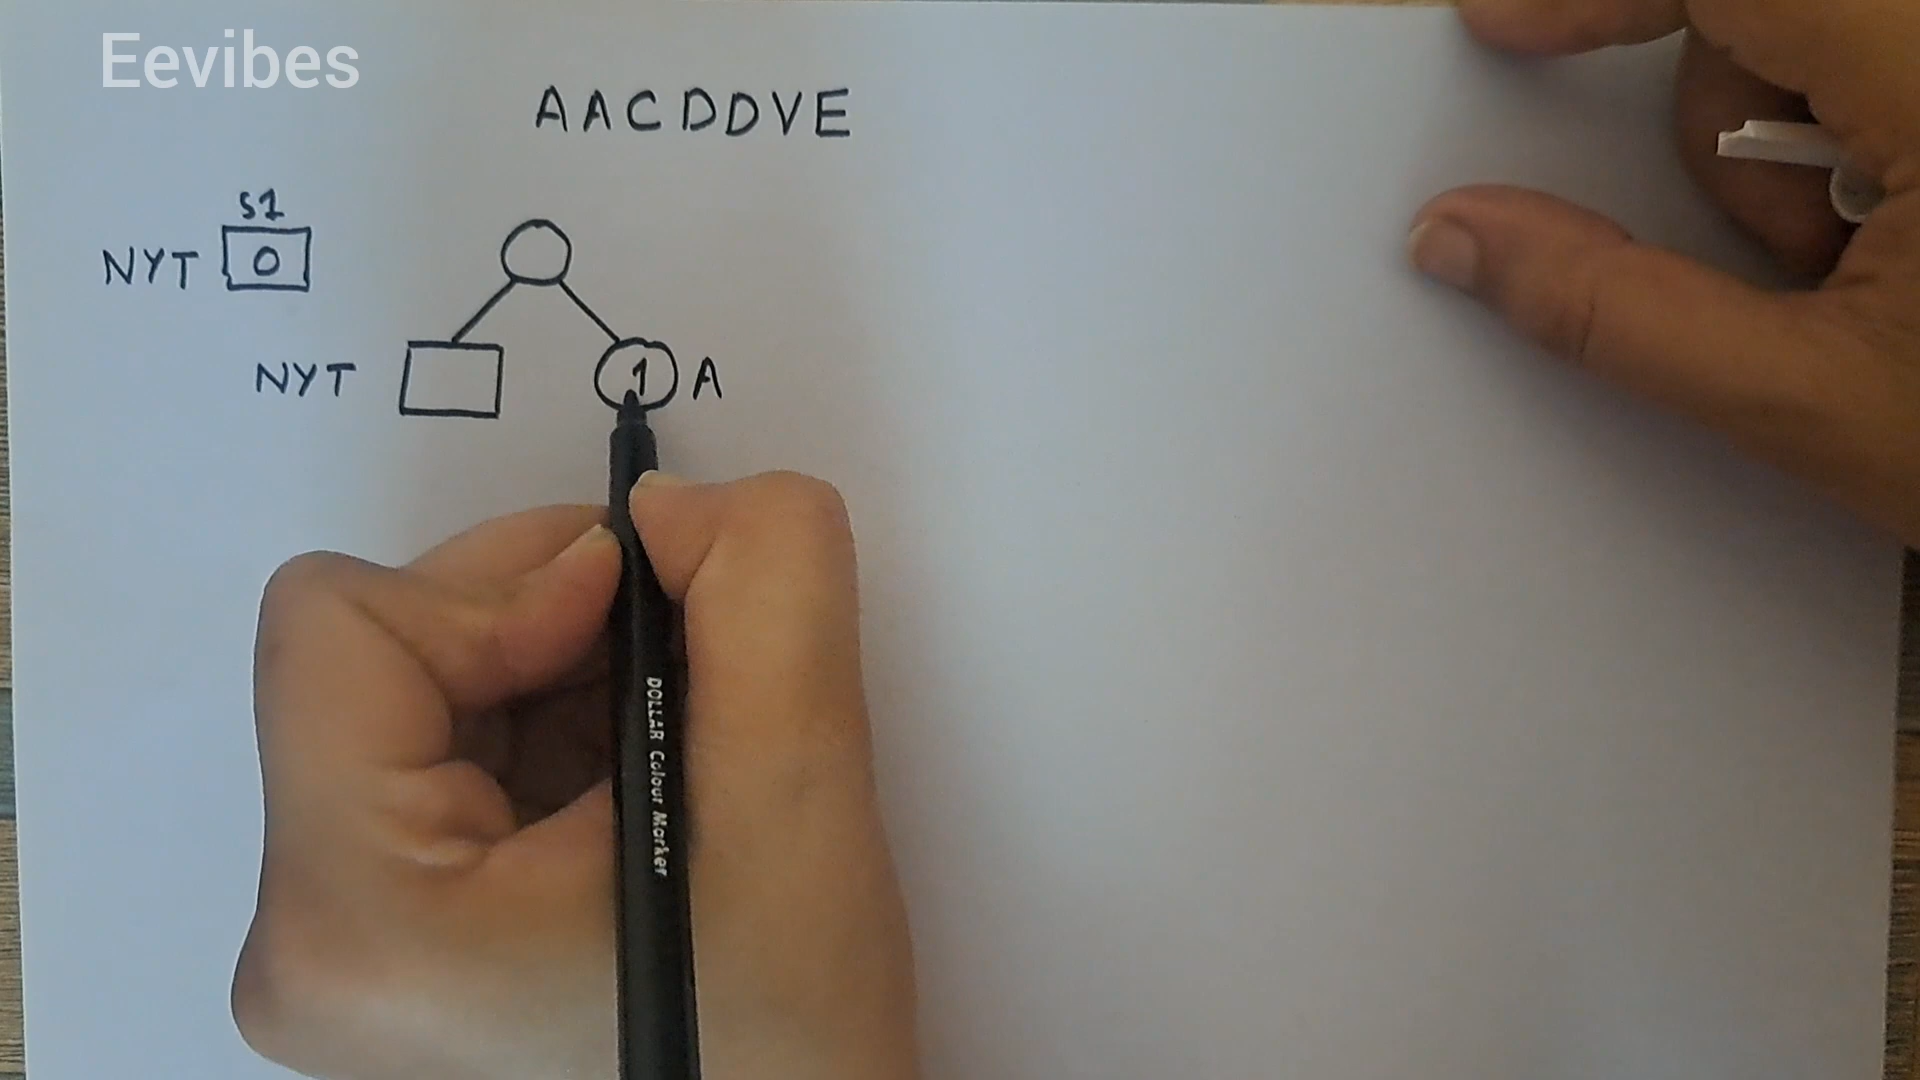 Eevibes
AACDDVE
51
NYT 0
NYT 1 A
DOLLAR Colour Marker